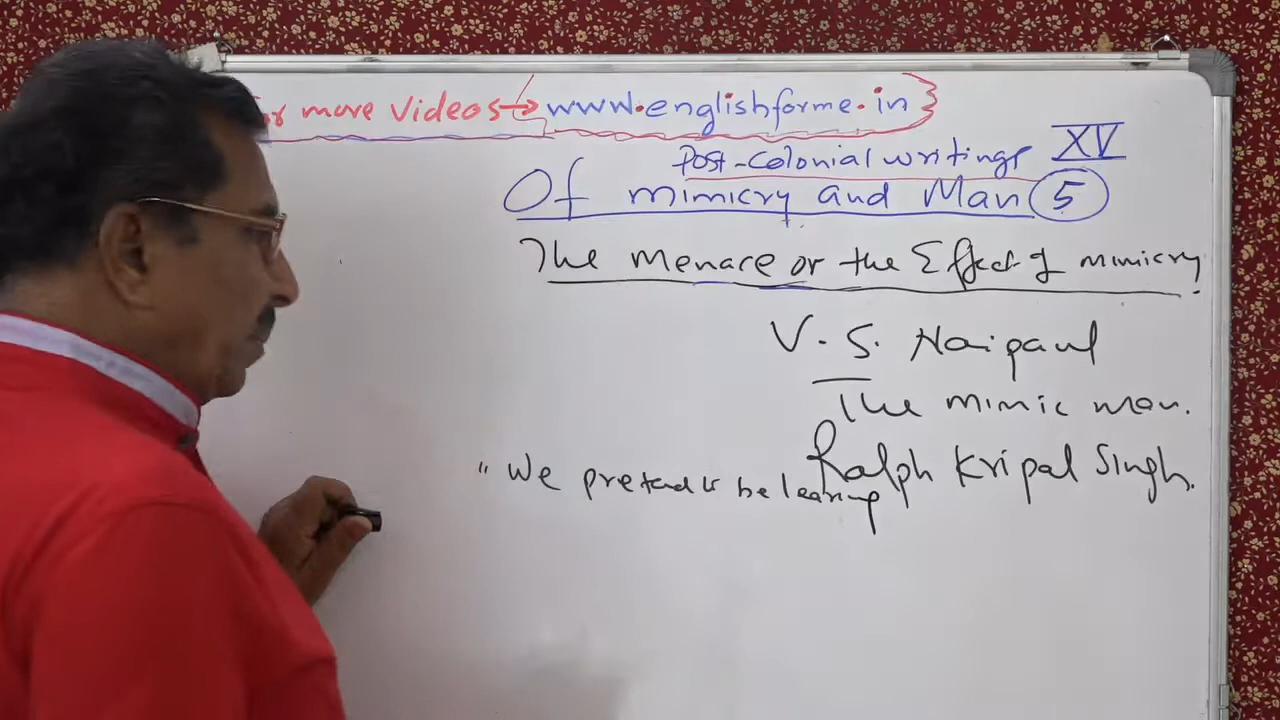 for more videos → www.englishforme.in
Post-Colonial writings XV
Of mimicry and Man 5
The Menace or the Effect of mimicry
V. S. Naipaul
The mimic man.
Ralph Kripal Singh.
" We pretend to be learning